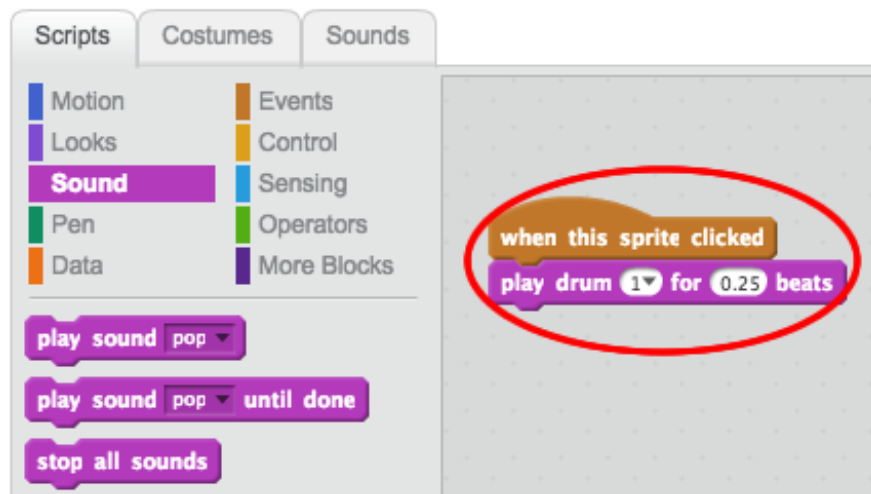 Scripts Costumes Sounds
Motion Events
Looks Control
Sound Sensing
Pen Operators
Data More Blocks
play sound pop
play sound pop until done
stop all sounds
when this sprite clicked
play drum 1 for 0.25 beats